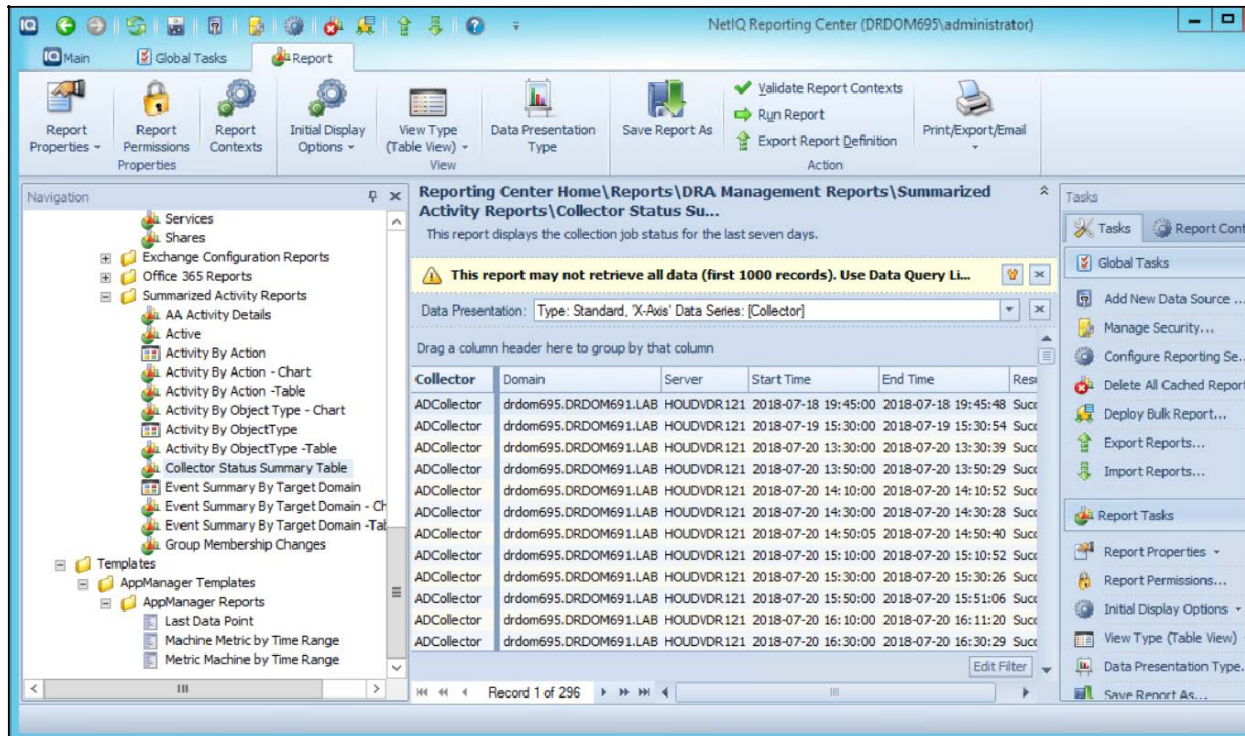 NetIQ Reporting Center (DRDOM695\administrator)
Main
Global Tasks
Report
Report Properties
Report Permissions
Report Contexts
Properties
Initial Display Options
View Type (Table View)
View
Data Presentation Type
Save Report As
Validate Report Contexts
Run Report
Export Report Definition
Action
Print/Export/Email
Navigation
Services
Shares
Exchange Configuration Reports
Office 365 Reports
Summarized Activity Reports
AA Activity Details
Active
Activity By Action
Activity By Action - Chart
Activity By Action -Table
Activity By Object Type - Chart
Activity By ObjectType
Activity By ObjectType -Table
Collector Status Summary Table
Event Summary By Target Domain
Event Summary By Target Domain - Ch
Event Summary By Target Domain -Tab
Group Membership Changes
Templates
AppManager Templates
AppManager Reports
Last Data Point
Machine Metric by Time Range
Metric Machine by Time Range
Reporting Center Home\Reports\DRA Management Reports\Summarized
Activity Reports\Collector Status Su...
This report displays the collection job status for the last seven days.
This report may not retrieve all data (first 1000 records). Use Data Query Li...
Data Presentation: Type: Standard, 'X-Axis' Data Series: [Collector]
Drag a column header here to group by that column
Collector Domain Server Start Time End Time Resu
ADCollector drdom695.DRDOM691.LAB HOUDVDR121 2018-07-18 19:45:00 2018-07-18 19:45:48 Succ
ADCollector drdom695.DRDOM691.LAB HOUDVDR121 2018-07-19 15:30:00 2018-07-19 15:30:54 Succ
ADCollector drdom695.DRDOM691.LAB HOUDVDR121 2018-07-20 13:30:00 2018-07-20 13:30:39 Succ
ADCollector drdom695.DRDOM691.LAB HOUDVDR121 2018-07-20 13:50:00 2018-07-20 13:50:29 Succ
ADCollector drdom695.DRDOM691.LAB HOUDVDR121 2018-07-20 14:10:00 2018-07-20 14:10:52 Succ
ADCollector drdom695.DRDOM691.LAB HOUDVDR121 2018-07-20 14:30:00 2018-07-20 14:30:28 Succ
ADCollector drdom695.DRDOM691.LAB HOUDVDR121 2018-07-20 14:50:05 2018-07-20 14:50:40 Succ
ADCollector drdom695.DRDOM691.LAB HOUDVDR121 2018-07-20 15:10:00 2018-07-20 15:10:52 Succ
ADCollector drdom695.DRDOM691.LAB HOUDVDR121 2018-07-20 15:30:00 2018-07-20 15:30:26 Succ
ADCollector drdom695.DRDOM691.LAB HOUDVDR121 2018-07-20 15:50:00 2018-07-20 15:51:06 Succ
ADCollector drdom695.DRDOM691.LAB HOUDVDR121 2018-07-20 16:10:00 2018-07-20 16:11:20 Succ
ADCollector drdom695.DRDOM691.LAB HOUDVDR121 2018-07-20 16:30:00 2018-07-20 16:30:29 Succ
Edit Filter
Record 1 of 296
Tasks
Tasks
Report Cont
Global Tasks
Add New Data Source ...
Manage Security...
Configure Reporting Se...
Delete All Cached Report
Deploy Bulk Report...
Export Reports...
Import Reports...
Report Tasks
Report Properties
Report Permissions...
Initial Display Options
View Type (Table View)
Data Presentation Type.
Save Report As...